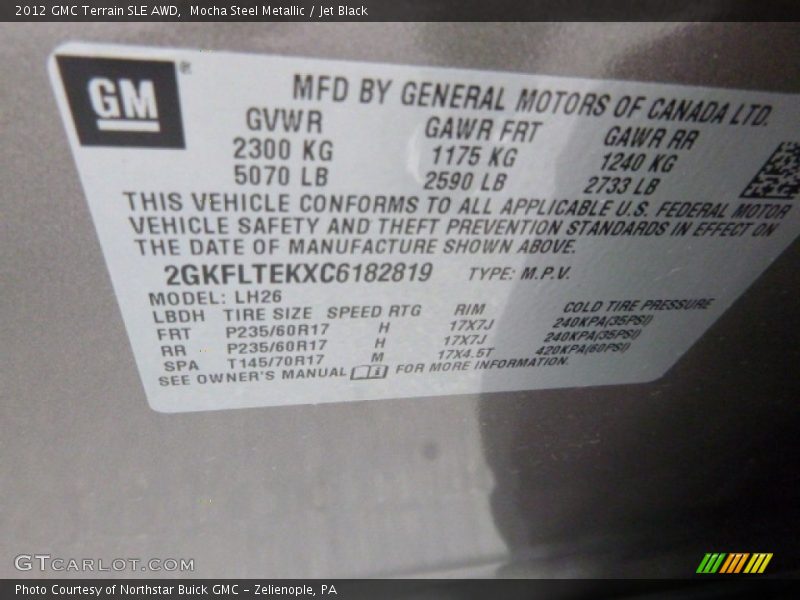 2012 GMC Terrain SLE AWD,  Mocha Steel Metallic / Jet Black
GM
MFD BY GENERAL MOTORS OF CANADA LTD.
GVWR GAWR FRT GAWR RR
2300 KG 1175 KG 1240 KG
5070 LB 2590 LB 2733 LB
THIS VEHICLE CONFORMS TO ALL APPLICABLE U.S. FEDERAL MOTOR
VEHICLE SAFETY AND THEFT PREVENTION STANDARDS IN EFFECT ON
THE DATE OF MANUFACTURE SHOWN ABOVE.
2GKFLTEKXC6182819 TYPE: M.P.V.
MODEL: LH26
LBDH TIRE SIZE SPEED RTG RIM COLD TIRE PRESSURE
FRT P235/60R17 H 17X7J 240KPA(35PSI)
RR P235/60R17 H 17X7J 240KPA(35PSI)
SPA T145/70R17 M 17X4.5T 420KPA(60PSI)
SEE OWNER'S MANUAL FOR MORE INFORMATION.
GTCARLOT.COM
Photo Courtesy of Northstar Buick GMC – Zelienople, PA